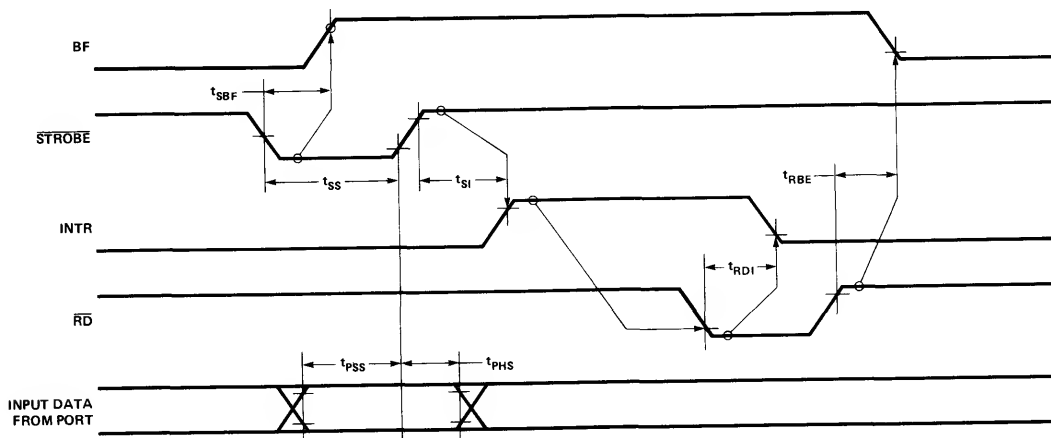 BF
tSBF
STROBE
tSS
tSI
tRBE
INTR
tRDI
RD
tPSS
tPHS
INPUT DATA
FROM PORT